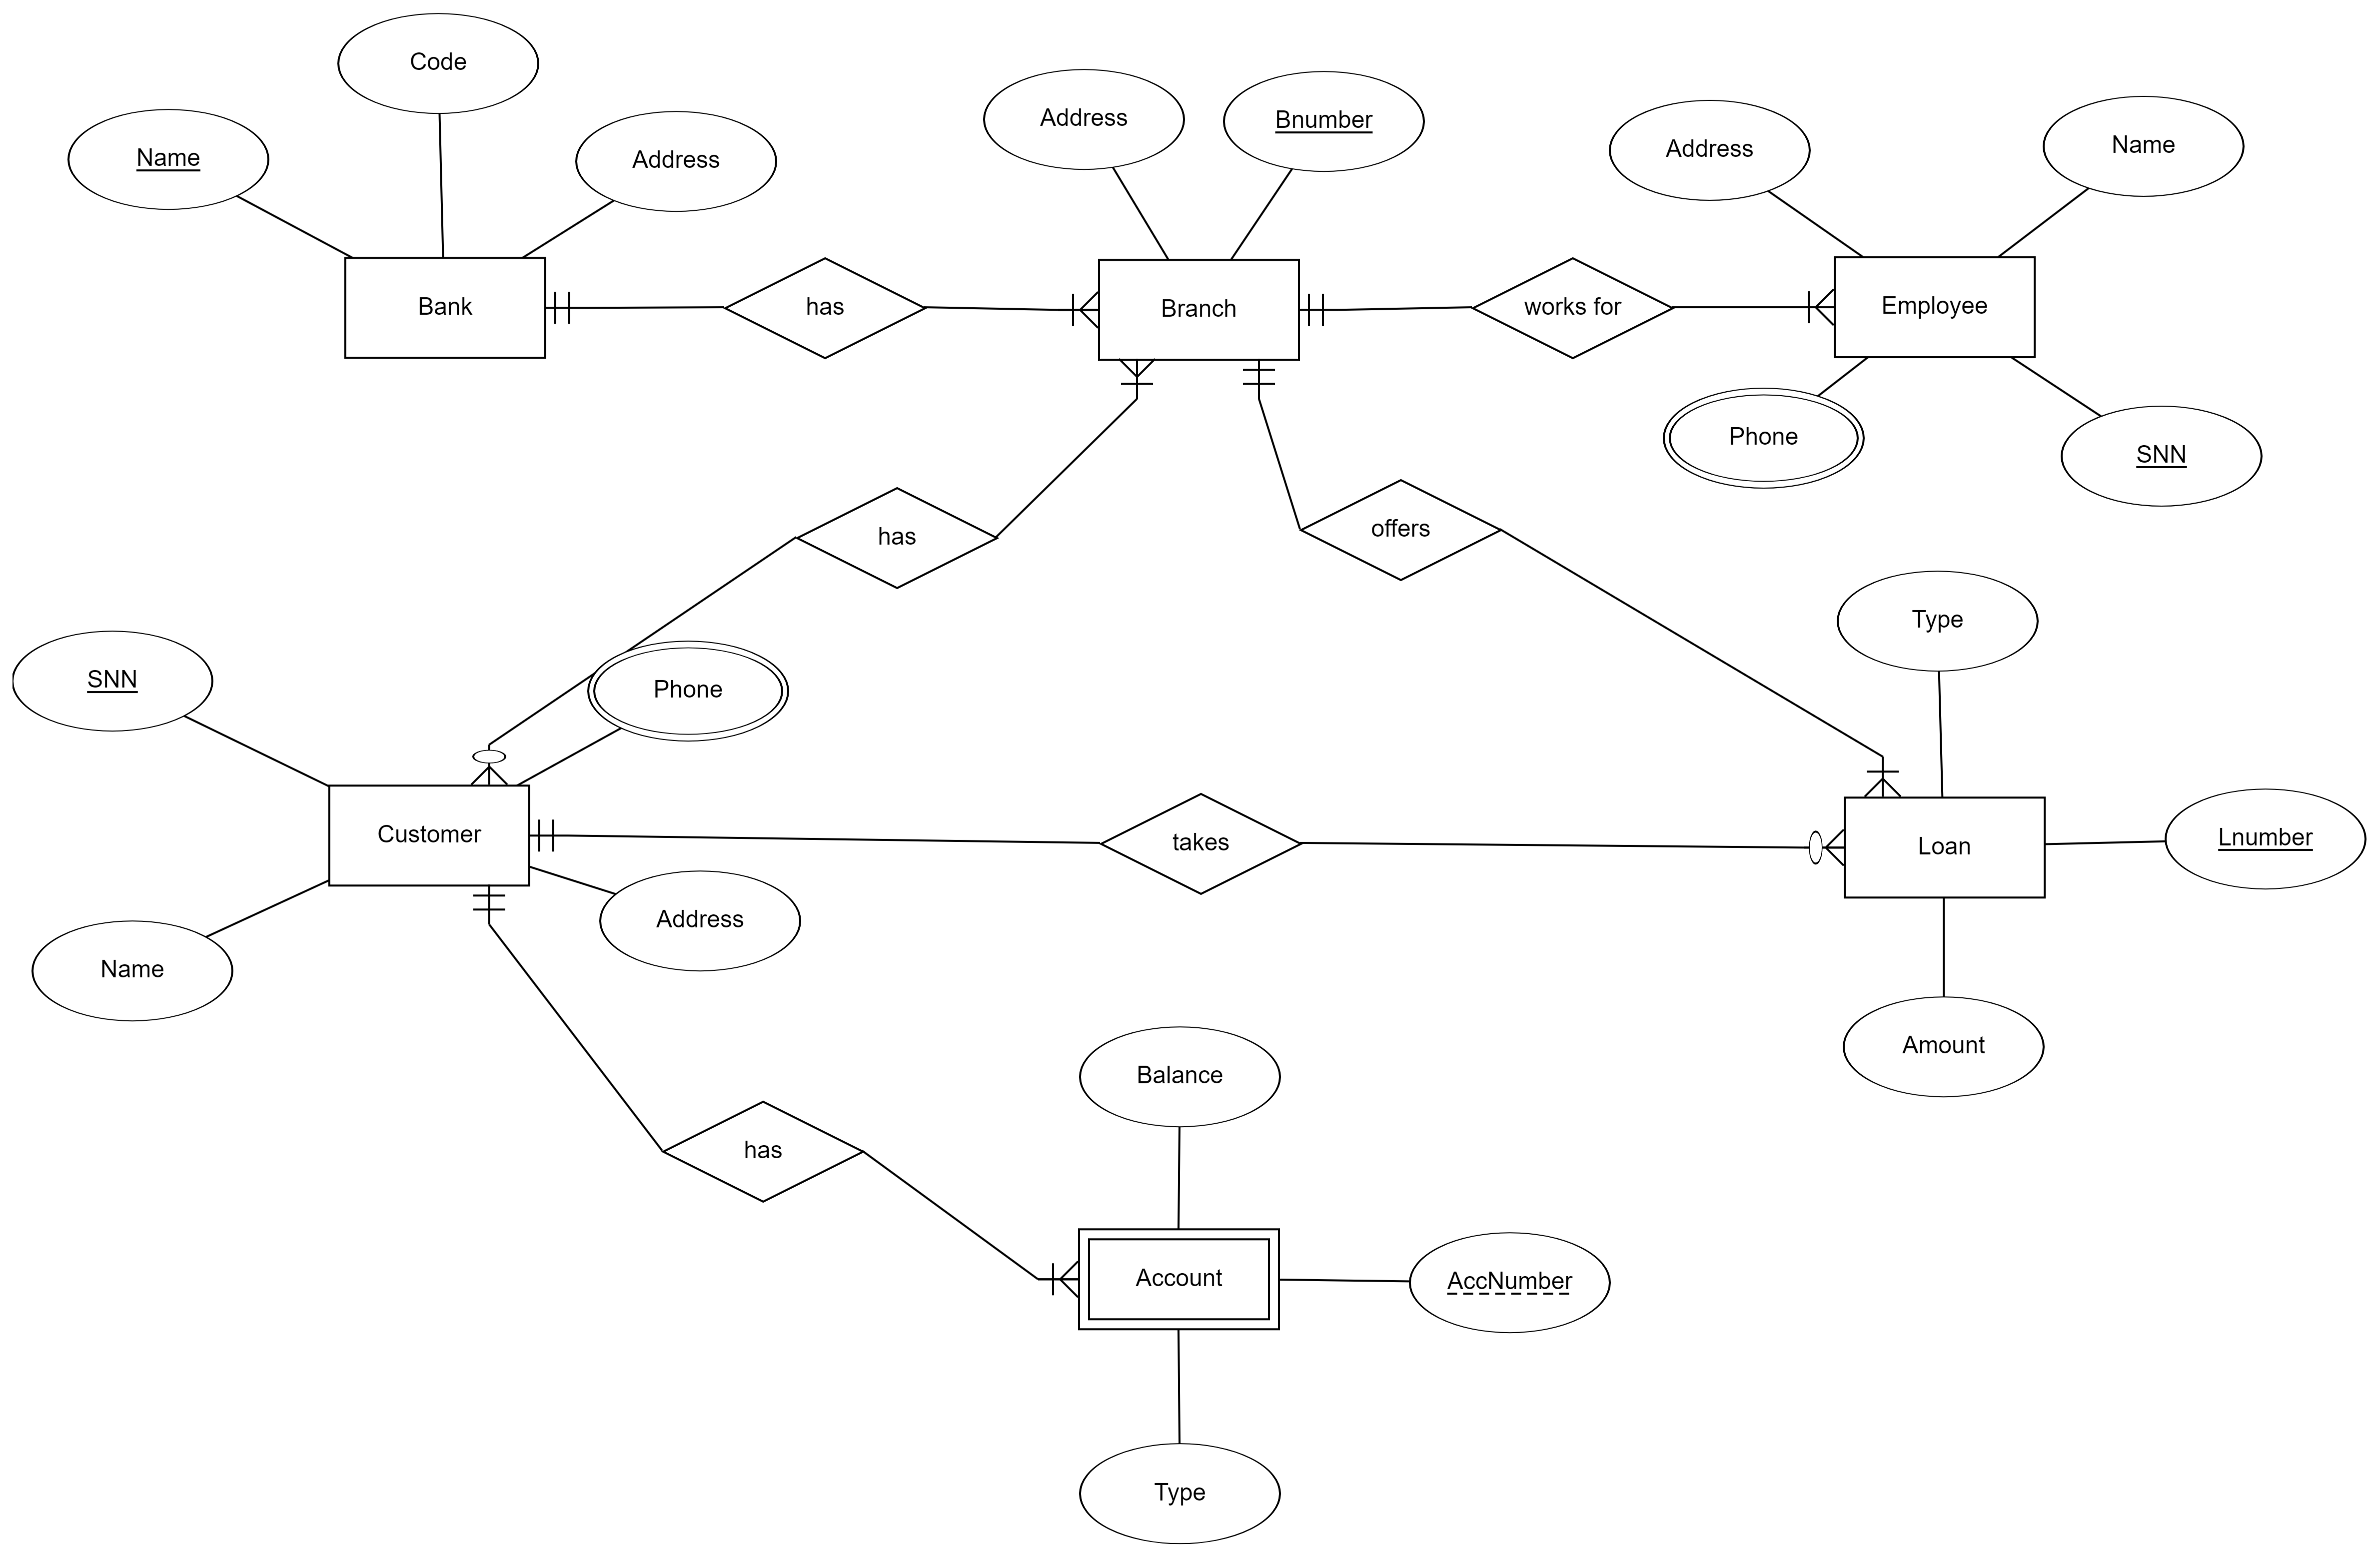 Code
Address
Bnumber
Name
Address
Address
Name
Bank
has
Branch
works for
Employee
Phone
SNN
has
offers
Type
SNN
Phone
Customer
takes
Loan
Lnumber
Address
Name
Amount
Balance
has
Account
AccNumber
Type